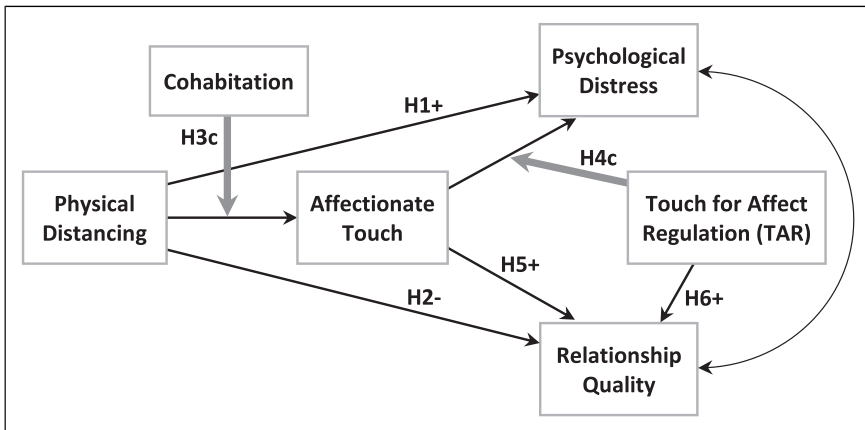 Psychological
Distress
Cohabitation
H1+
H3c
H4c
Physical
Distancing
Affectionate
Touch
Touch for Affect
Regulation (TAR)
H5+
H2-
H6+
Relationship
Quality